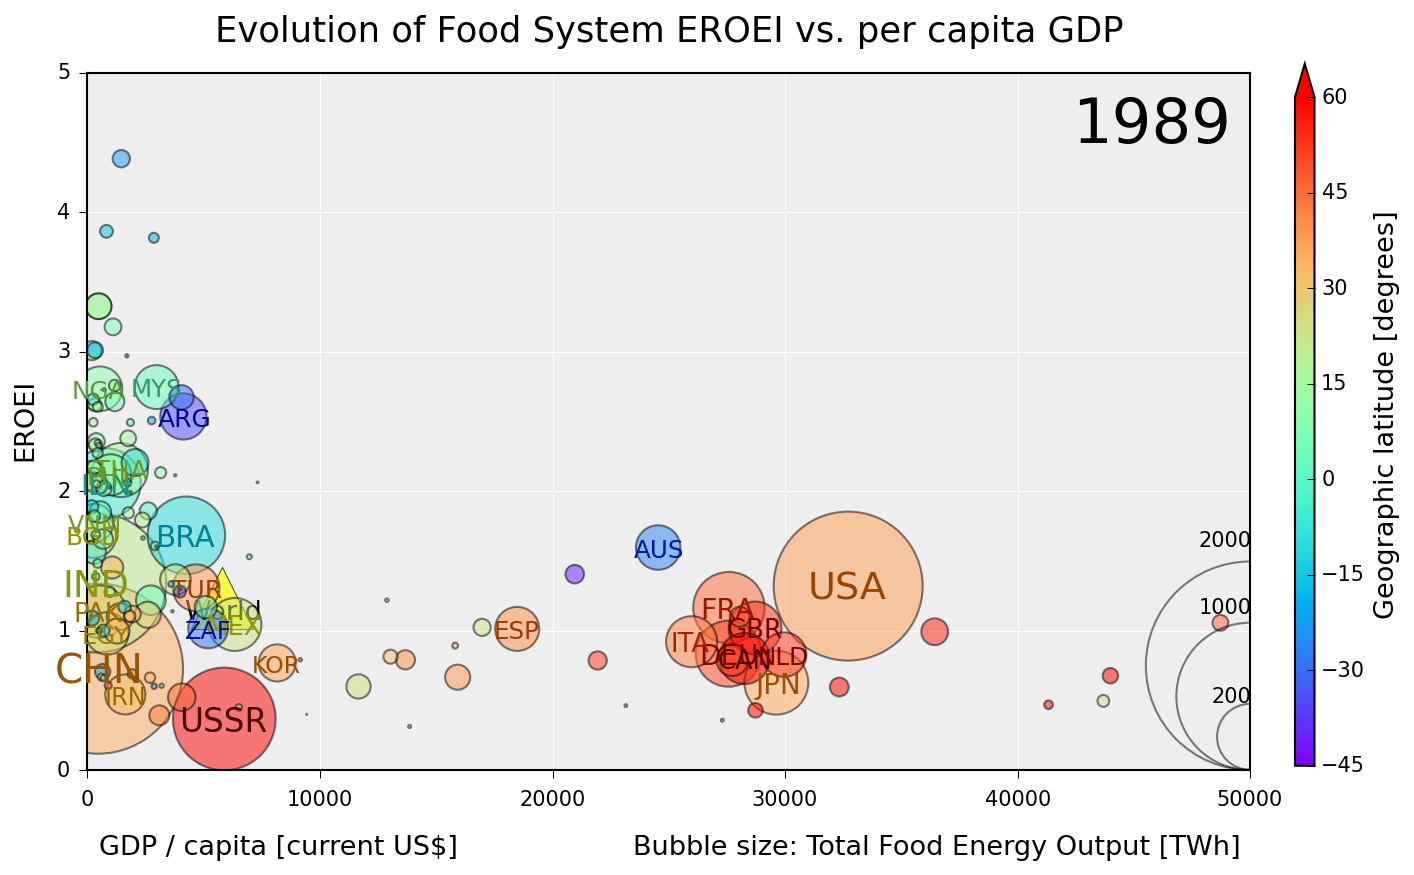 Evolution of Food System EROEI vs. per capita GDP
1989
5
4
3
2
1
0
EROEI
0
10000
20000
30000
40000
50000
GDP / capita [current US$]
Bubble size: Total Food Energy Output [TWh]
NGA
MYS
ARG
THA
IDN
VNM
BGD
BRA
IND
TUR
World
PAK
MEX
ZAF
EGY
CHN
KOR
IRN
USSR
ESP
AUS
FRA
GBR
ITA
CAN
NLD
JPN
USA
2000
1000
200
60
45
30
15
0
−15
−30
−45
Geographic latitude [degrees]